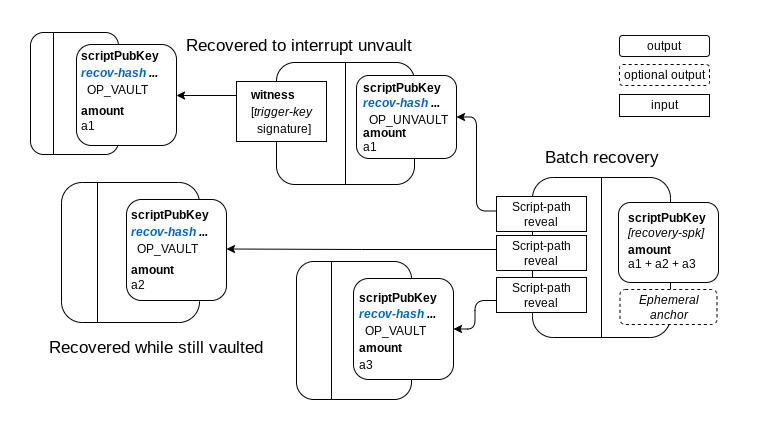 Recovered to interrupt unvault
scriptPubKey
recov-hash ...
OP_VAULT
amount
a1
witness
[trigger-key
signature]
scriptPubKey
recov-hash ...
OP_UNVAULT
amount
a1
output
optional output
input
Batch recovery
Script-path
reveal
Script-path
reveal
Script-path
reveal
scriptPubKey
[recovery-spk]
amount
a1 + a2 + a3
Ephemeral
anchor
scriptPubKey
recov-hash ...
OP_VAULT
amount
a2
Recovered while still vaulted
scriptPubKey
recov-hash ...
OP_VAULT
amount
a3